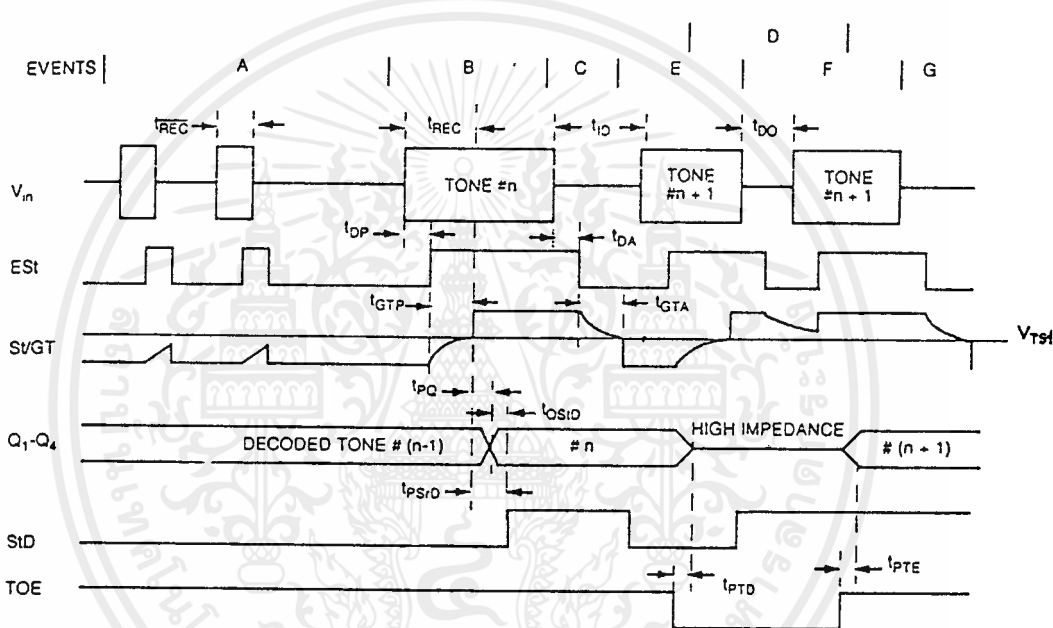 D
EVENTS A B C E F G
tREC tREC tID tDO
Vin TONE #n TONE #n + 1 TONE #n + 1
tDP tDA
ESt
tGTP tGTA
St/GT VTSt
tPQ
tQStD
Q1-Q4 DECODED TONE # (n-1) # n HIGH IMPEDANCE # (n + 1)
tPStD
StD
tPTD tPTE
TOE